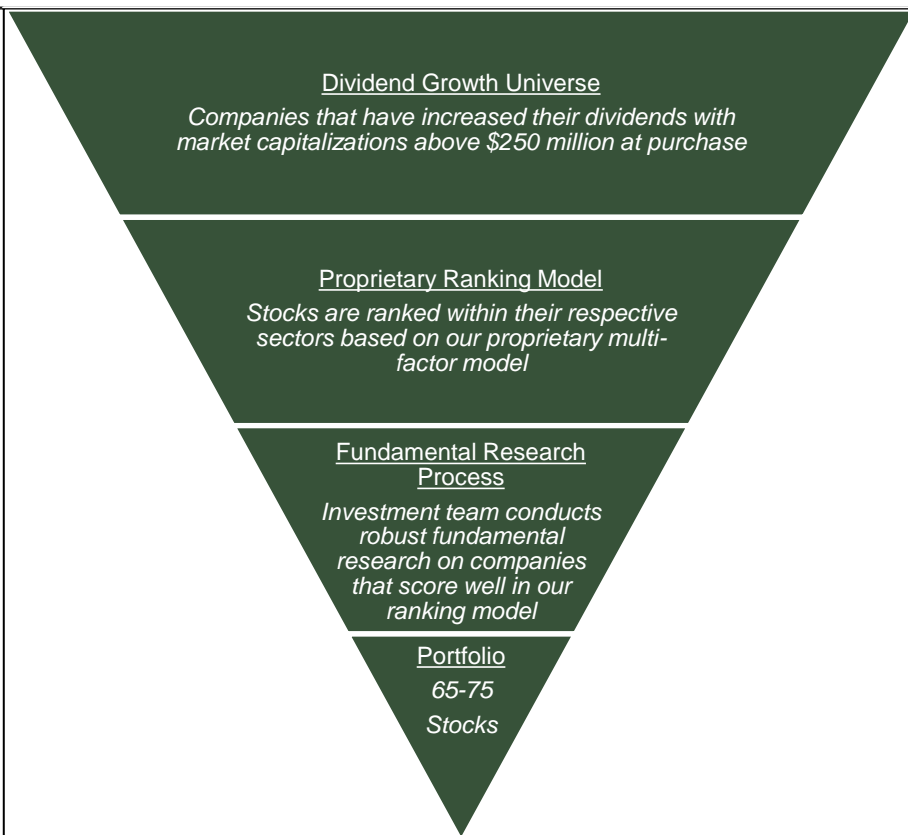 Dividend Growth Universe
Companies that have increased their dividends with
market capitalizations above $250 million at purchase
Proprietary Ranking Model
Stocks are ranked within their respective
sectors based on our proprietary multi-
factor model
Fundamental Research
Process
Investment team conducts
robust fundamental
research on companies
that score well in our
ranking model
Portfolio
65-75
Stocks